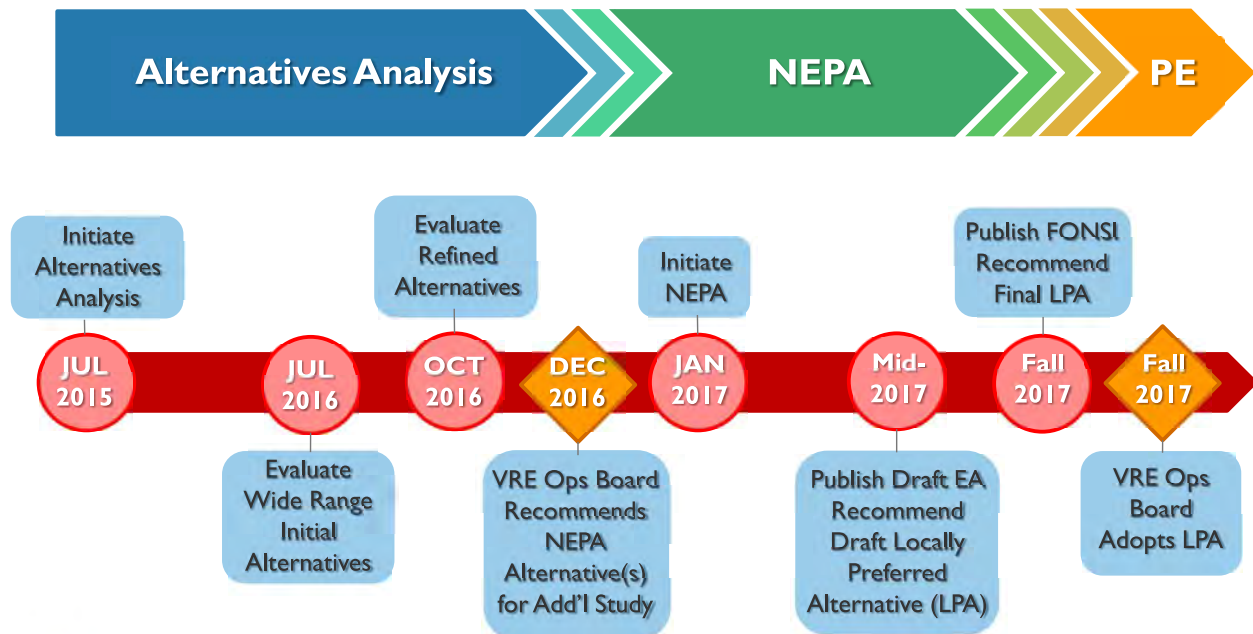 Alternatives Analysis
NEPA
PE
Initiate
Alternatives
Analysis
Evaluate
Refined
Alternatives
Initiate
NEPA
Publish FONSI
Recommend
Final LPA
JUL
2015
JUL
2016
OCT
2016
DEC
2016
JAN
2017
Mid-
2017
Fall
2017
Fall
2017
Evaluate
Wide Range
Initial
Alternatives
VRE Ops Board
Recommends
NEPA
Alternative(s)
for Add'l Study
Publish Draft EA
Recommend
Draft Locally
Preferred
Alternative (LPA)
VRE Ops
Board
Adopts LPA